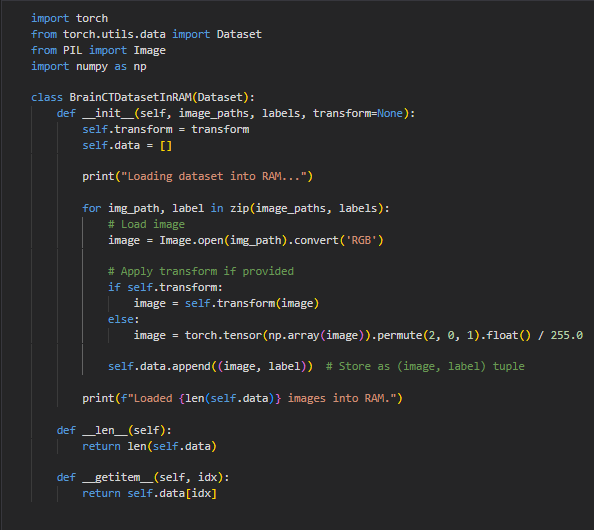 import torch
from torch.utils.data import Dataset
from PIL import Image
import numpy as np

class BrainCTDatasetInRAM(Dataset):
    def __init__(self, image_paths, labels, transform=None):
        self.transform = transform
        self.data = []

        print("Loading dataset into RAM...")

        for img_path, label in zip(image_paths, labels):
            # Load image
            image = Image.open(img_path).convert('RGB')

            # Apply transform if provided
            if self.transform:
                image = self.transform(image)
            else:
                image = torch.tensor(np.array(image)).permute(2, 0, 1).float() / 255.0

            self.data.append((image, label))  # Store as (image, label) tuple

        print(f"Loaded {len(self.data)} images into RAM.")

    def __len__(self):
        return len(self.data)

    def __getitem__(self, idx):
        return self.data[idx]